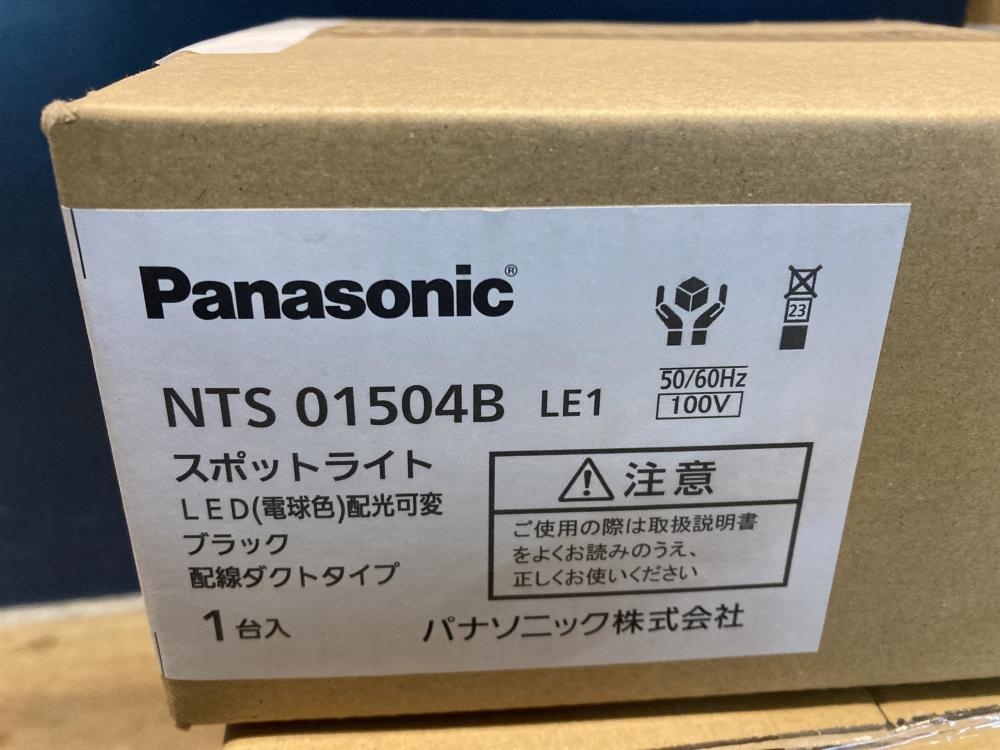 Panasonic®
NTS 01504B LE1
50/60Hz
100V
23
スポットライト
LED(電球色)配光可変
ブラック
配線ダクトタイプ
1台入
注意
ご使用の際は取扱説明書
をよくお読みのうえ、
正しくお使いください
パナソニック株式会社